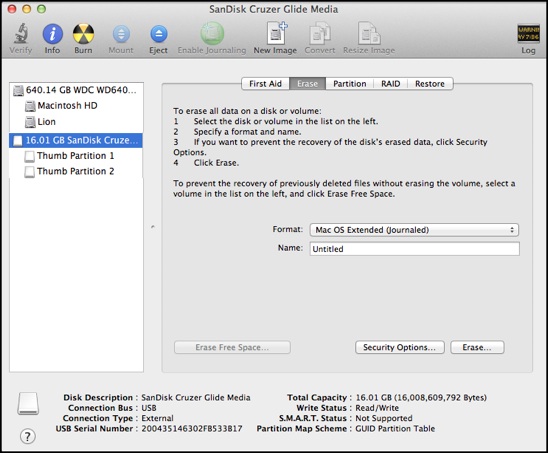 SanDisk Cruzer Glide Media
Verify Info Burn Mount Eject Enable Journaling New Image Convert Resize Image Log
640.14 GB WDC WD640...
Macintosh HD
Lion
16.01 GB SanDisk Cruze...
Thumb Partition 1
Thumb Partition 2
First Aid Erase Partition RAID Restore
To erase all data on a disk or volume:
1 Select the disk or volume in the list on the left.
2 Specify a format and name.
3 If you want to prevent the recovery of the disk's erased data, click Security
Options.
4 Click Erase.
To prevent the recovery of previously deleted files without erasing the volume, select a
volume in the list on the left, and click Erase Free Space.
Format: Mac OS Extended (Journaled)
Name: Untitled
Erase Free Space... Security Options... Erase...
Disk Description : SanDisk Cruzer Glide Media
Connection Bus : USB
Connection Type : External
USB Serial Number : 200435146302FB533B17
Total Capacity : 16.01 GB (16,008,609,792 Bytes)
Write Status : Read/Write
S.M.A.R.T. Status : Not Supported
Partition Map Scheme : GUID Partition Table
?